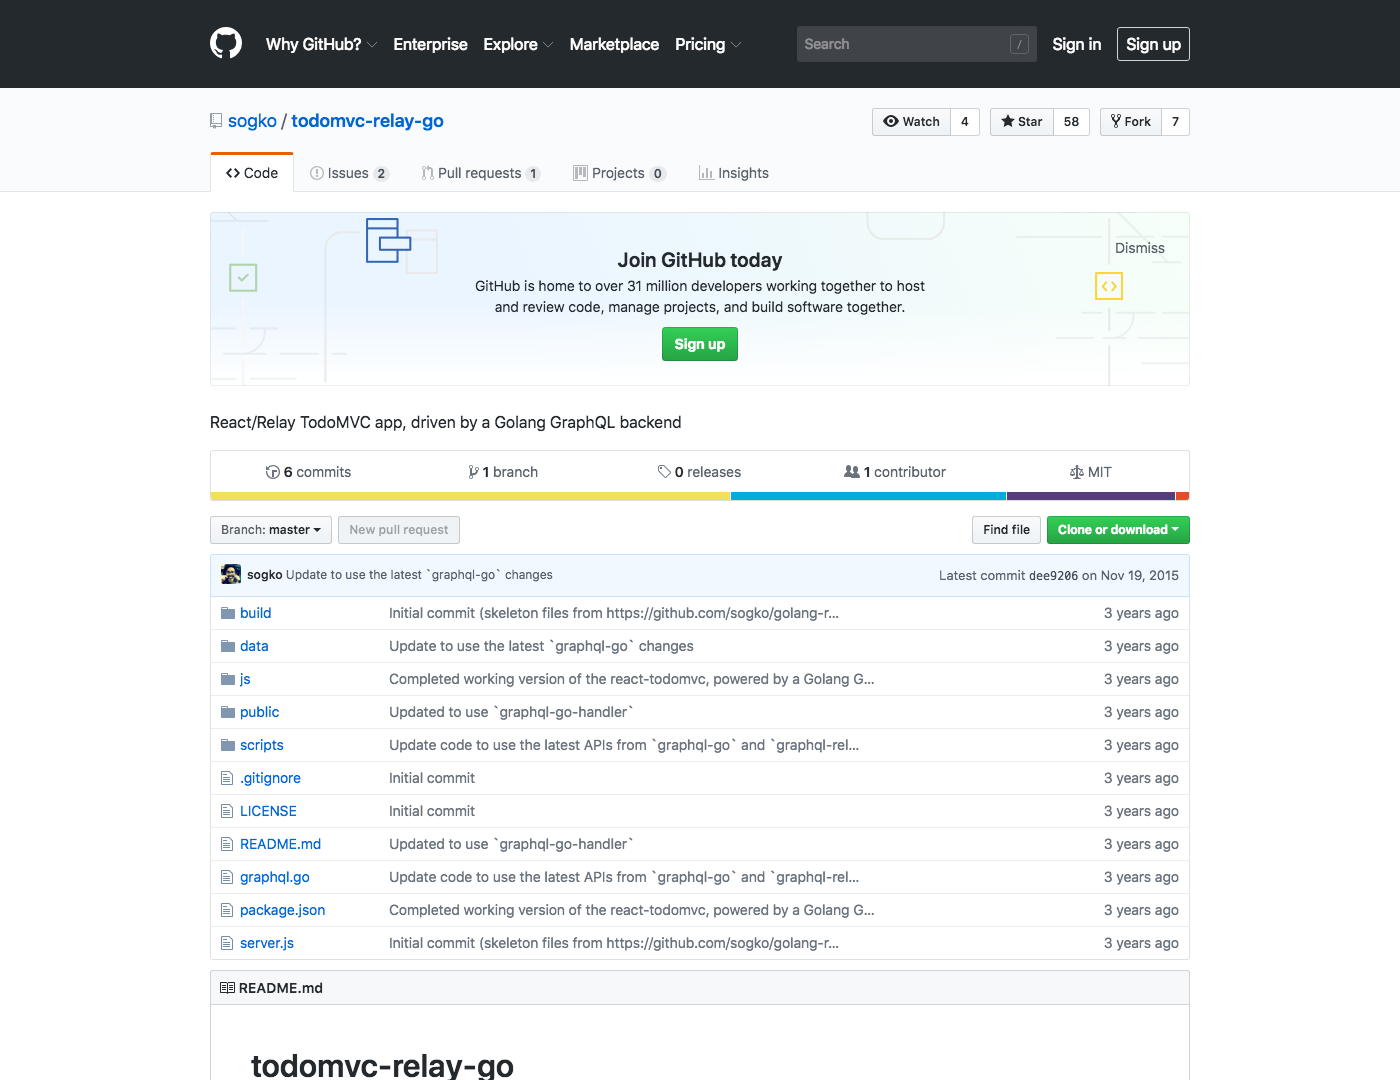 Why GitHub? Enterprise Explore Marketplace Pricing Search / Sign in Sign up
sogko / todomvc-relay-go Watch 4 Star 58 Fork 7
Code Issues 2 Pull requests 1 Projects 0 Insights
Dismiss
Join GitHub today
GitHub is home to over 31 million developers working together to host
and review code, manage projects, and build software together.
Sign up
React/Relay TodoMVC app, driven by a Golang GraphQL backend
6 commits 1 branch 0 releases 1 contributor MIT
Branch: master New pull request Find file Clone or download
sogko Update to use the latest `graphql-go` changes Latest commit dee9206 on Nov 19, 2015
build Initial commit (skeleton files from https://github.com/sogko/golang-r… 3 years ago
data Update to use the latest `graphql-go` changes 3 years ago
js Completed working version of the react-todomvc, powered by a Golang G… 3 years ago
public Updated to use `graphql-go-handler` 3 years ago
scripts Update code to use the latest APIs from `graphql-go` and `graphql-rel… 3 years ago
.gitignore Initial commit 3 years ago
LICENSE Initial commit 3 years ago
README.md Updated to use `graphql-go-handler` 3 years ago
graphql.go Update code to use the latest APIs from `graphql-go` and `graphql-rel… 3 years ago
package.json Completed working version of the react-todomvc, powered by a Golang G… 3 years ago
server.js Initial commit (skeleton files from https://github.com/sogko/golang-r… 3 years ago
README.md
todomvc-relay-go